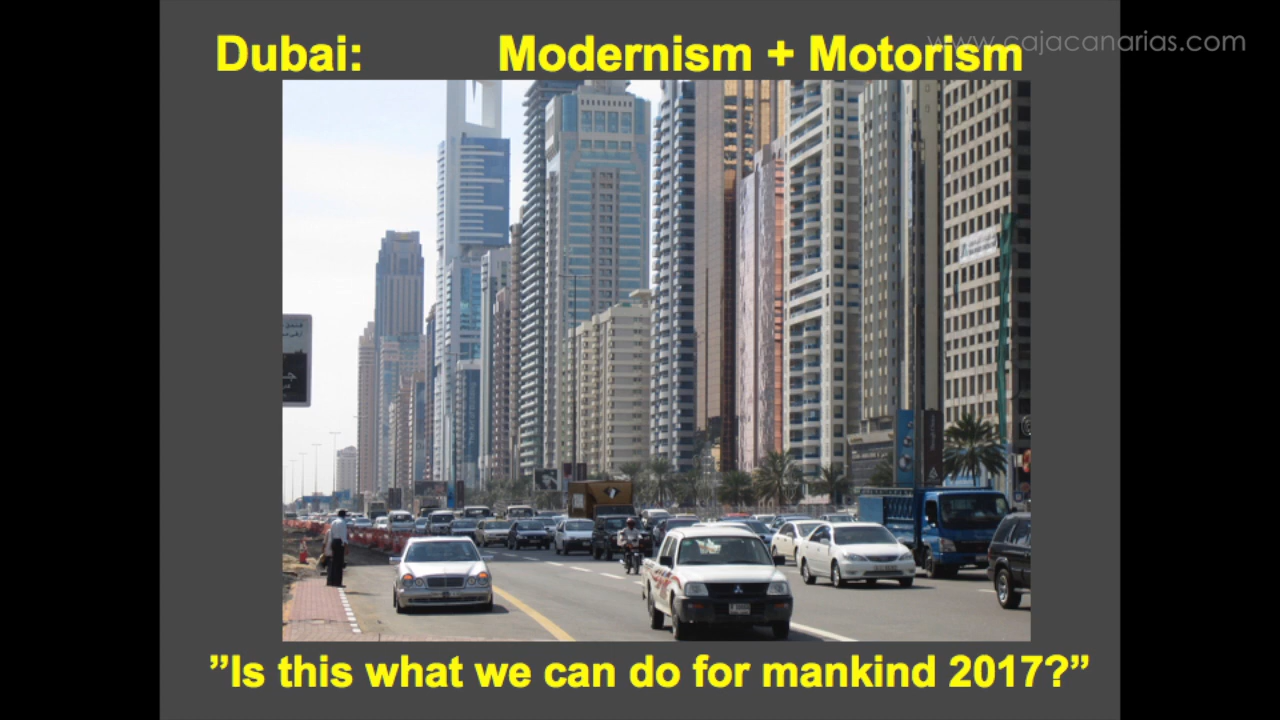 www.cajacanarias.com
Dubai: Modernism + Motorism
”Is this what we can do for mankind 2017?”